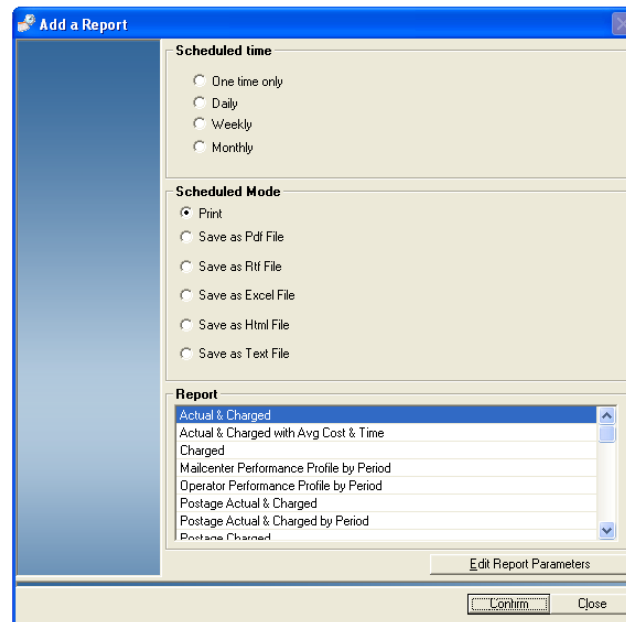 Add a Report
Scheduled time
One time only
Daily
Weekly
Monthly
Scheduled Mode
Print
Save as Pdf File
Save as Rtf File
Save as Excel File
Save as Html File
Save as Text File
Report
Actual & Charged
Actual & Charged with Avg Cost & Time
Charged
Mailcenter Performance Profile by Period
Operator Performance Profile by Period
Postage Actual & Charged
Postage Actual & Charged by Period
Postage Charged
Edit Report Parameters
Confirm Close